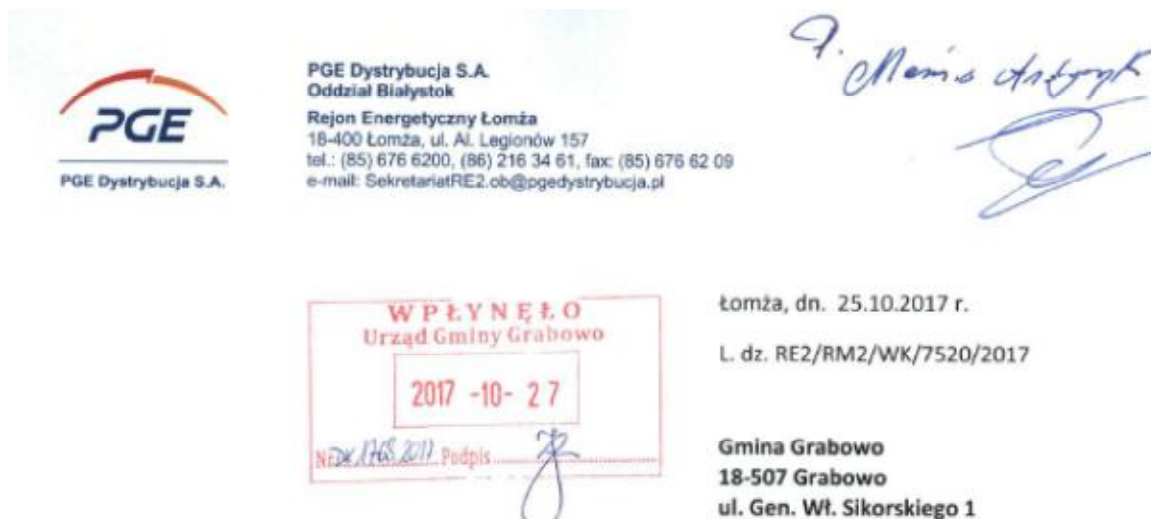 PGE
PGE Dystrybucja S.A.
PGE Dystrybucja S.A.
Oddział Białystok
Rejon Energetyczny Łomża
18-400 Łomża, ul. Al. Legionów 157
tel.: (85) 676 6200, (86) 216 34 61, fax: (85) 676 62 09
e-mail: SekretariatRE2.ob@pgedystrybucja.pl
WPŁYNĘŁO
Urząd Gminy Grabowo
2017 -10- 27
Nr Podpis
Łomża, dn. 25.10.2017 r.
L. dz. RE2/RM2/WK/7520/2017
Gmina Grabowo
18-507 Grabowo
ul. Gen. Wł. Sikorskiego 1